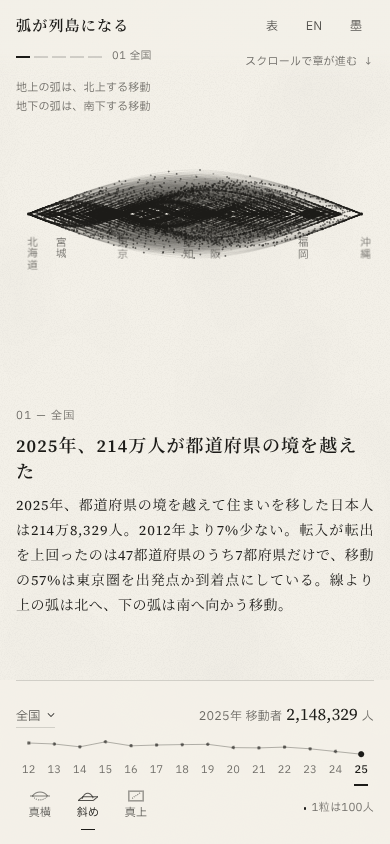 弧が列島になる
表 EN 墨
01 全国
スクロールで章が進む ↓
地上の弧は、北上する移動
地下の弧は、南下する移動
北海道
宮城
京
阪
福岡
沖縄
01 — 全国
2025年、214万人が都道府県の境を越え
た
2025年、都道府県の境を越えて住まいを移した日本人
は214万8,329人。2012年より7%少ない。転入が転出
を上回ったのは47都道府県のうち7都府県だけで、移動
の57%は東京圏を出発点か到着点にしている。線より
上の弧は北へ、下の弧は南へ向かう移動。
全国
2025年 移動者 2,148,329 人
12 13 14 15 16 17 18 19 20 21 22 23 24 25
真横 斜め 真上
1粒は100人